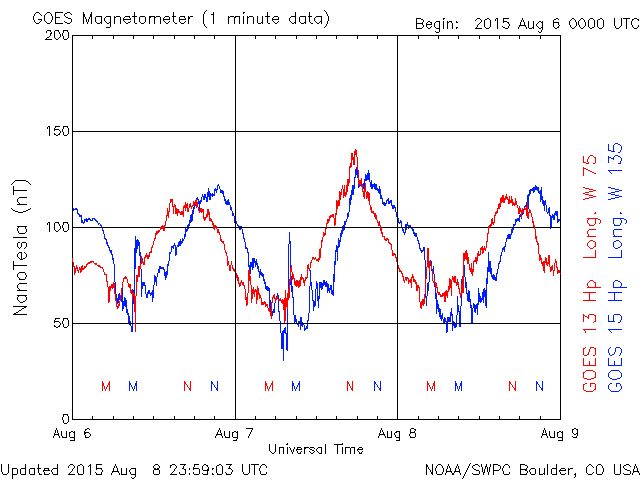 GOES Magnetometer (1 minute data)
Begin: 2015 Aug 6 0000 UTC
200
150
100
50
0
NanoTesla (nT)
M M N N M M N N M M N N
Aug 6 Aug 7 Aug 8 Aug 9
Universal Time
GOES 13 Hp Long. W 75
GOES 15 Hp Long. W 135
Updated 2015 Aug 8 23:59:03 UTC
NOAA/SWPC Boulder, CO USA